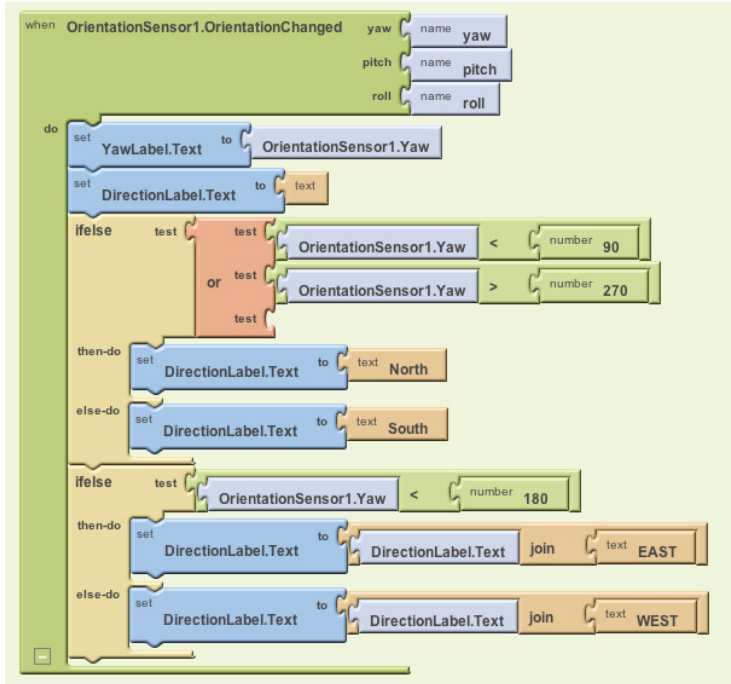 when OrientationSensor1.OrientationChanged yaw name yaw
pitch name pitch
roll name roll
do
set YawLabel.Text to OrientationSensor1.Yaw
set DirectionLabel.Text to text
ifelse test test OrientationSensor1.Yaw < number 90
or test OrientationSensor1.Yaw > number 270
test
then-do set DirectionLabel.Text to text North
else-do set DirectionLabel.Text to text South
ifelse test OrientationSensor1.Yaw < number 180
then-do set DirectionLabel.Text to DirectionLabel.Text join text EAST
else-do set DirectionLabel.Text to DirectionLabel.Text join text WEST